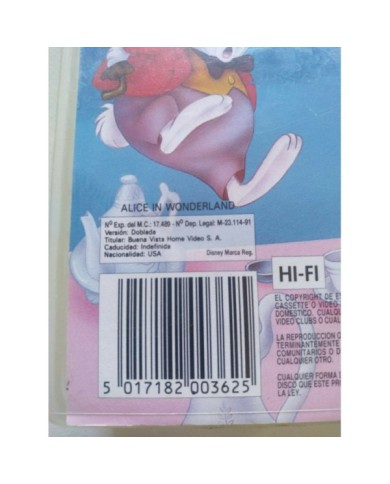 ALICE IN WONDERLAND
Nº Exp. del M.C.: 17.489- Nº Dep. Legal: M-23.114-91
Versión: Doblada
Titular: Buena Vista Home Video S. A.
Caducidad: Indefinida
Nacionalidad: USA
Disney Marca Reg.
HI-FI
EL COPYRIGHT DE E
CASSETTE O VIDEO
DOMESTICO, CUALQ
VIDEO CLUBS O CUAL
LA REPRODUCCION O
TERMINANTEMENTE
COMUNITARIOS O D
CUALQUIER OTRO.
CUALQUIER FORMA D
DISCO QUE ESTE PR
LA LEY.
5 017182 003625